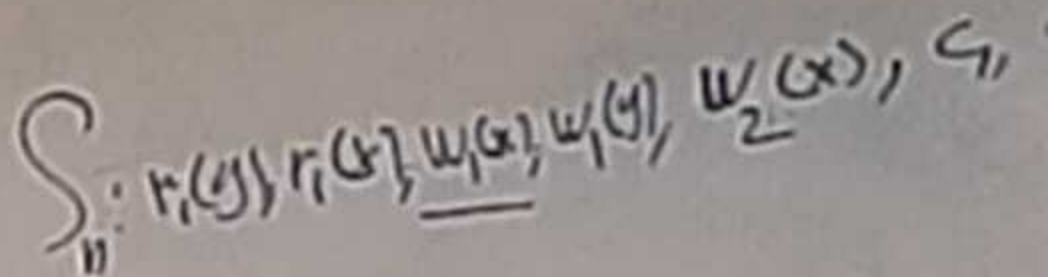 S₁₁: r₁(y), r₁(x), w₁(x), w₁(y), w₂(x), c₁,